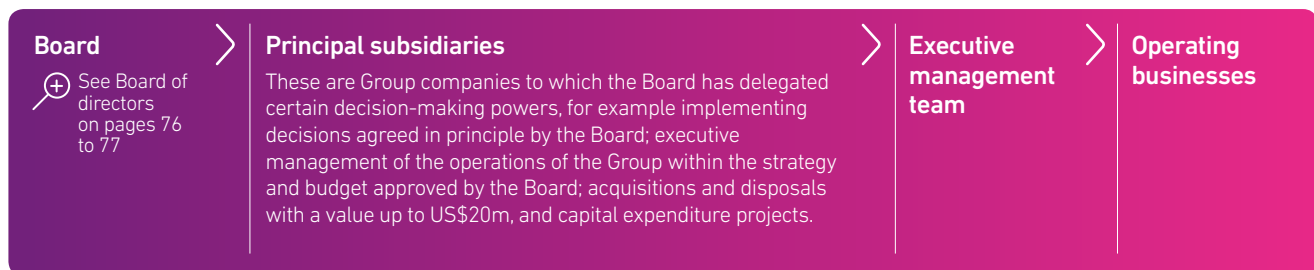 Board
See Board of
directors
on pages 76
to 77
Principal subsidiaries
These are Group companies to which the Board has delegated
certain decision-making powers, for example implementing
decisions agreed in principle by the Board; executive
management of the operations of the Group within the strategy
and budget approved by the Board; acquisitions and disposals
with a value up to US$20m, and capital expenditure projects.
Executive
management
team
Operating
businesses